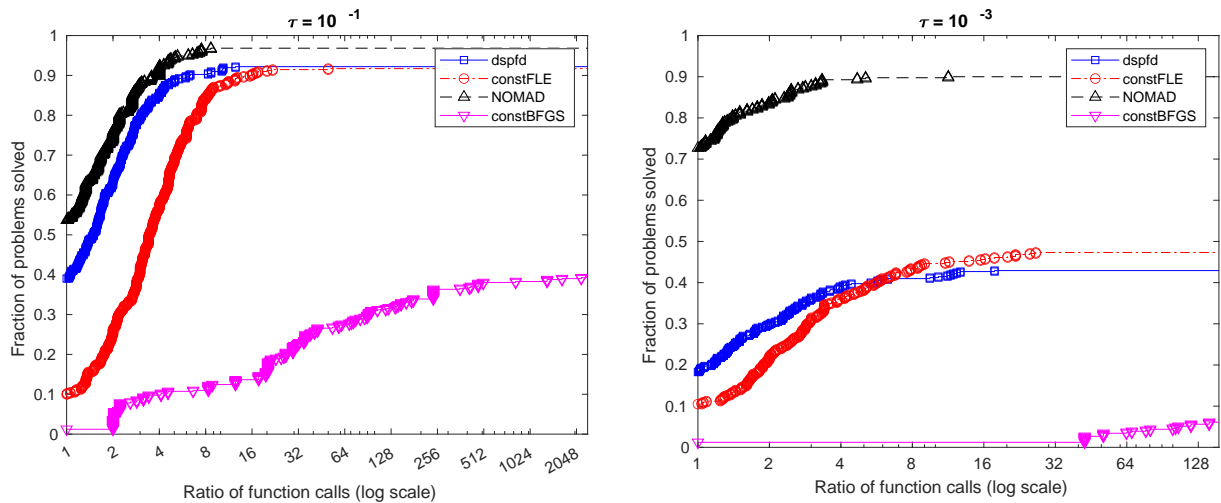 τ = 10 -1
Fraction of problems solved
1
0.9
0.8
0.7
0.6
0.5
0.4
0.3
0.2
0.1
0
dspfd
constFLE
NOMAD
constBFGS
1 2 4 8 16 32 64 128 256 512 1024 2048
Ratio of function calls (log scale)
τ = 10 -3
Fraction of problems solved
1
0.9
0.8
0.7
0.6
0.5
0.4
0.3
0.2
0.1
0
dspfd
constFLE
NOMAD
constBFGS
1 2 4 8 16 32 64 128
Ratio of function calls (log scale)